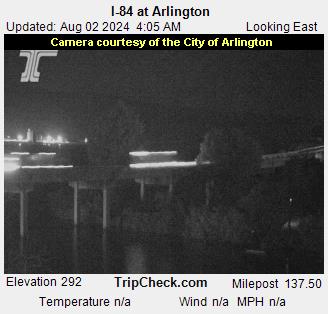 I-84 at Arlington
Updated: Aug 02 2024 4:05 AM Looking East
Camera courtesy of the City of Arlington
Elevation 292 TripCheck.com Milepost 137.50
Temperature n/a Wind n/a MPH n/a